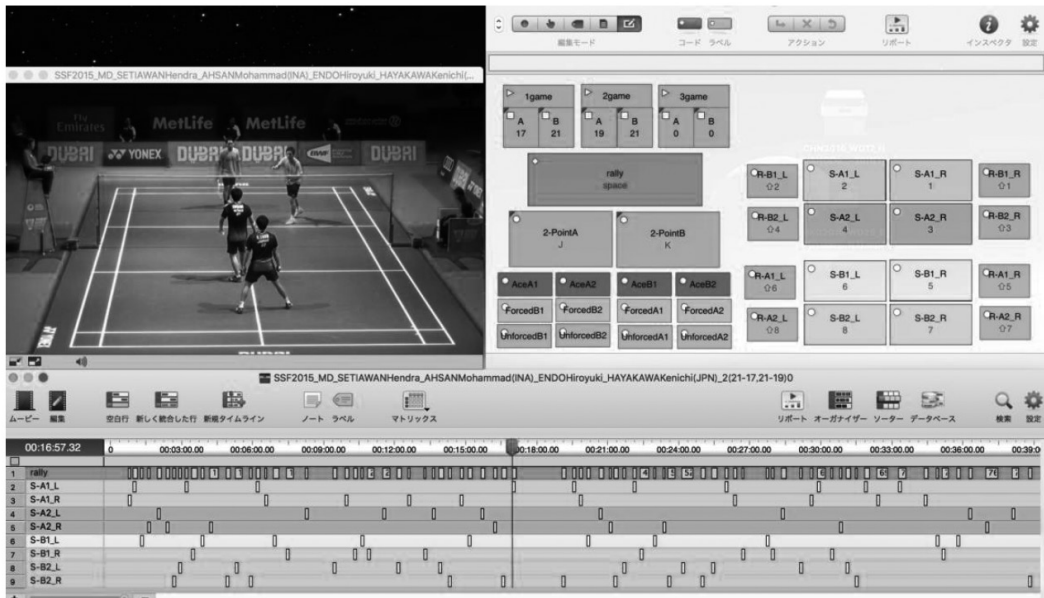 SSF2015_MD_SETIAWANHendra_AHSANMohammad(INA)_ENDOHiroyuki_HAYAKAWAKenichi(...
Fly
Emirates
MetLife
MetLife
DUBAI
YONEX
DUBAI
DUBAI
BWF
DUBAI
DUBAI
編集モード
コード ラベル
アクション
リポート
インスペクタ
設定
1game
2game
3game
A B A B A B
17 21 19 21 0 0
rally
space
2-PointA
J
2-PointB
K
AceA1 AceA2 AceB1 AceB2
ForcedB1 ForcedB2 ForcedA1 ForcedA2
UnforcedB1 UnforcedB2 UnforcedA1 UnforcedA2
R-B1_L S-A1_L S-A1_R R-B1_R
⇧2 2 1 ⇧1
R-B2_L S-A2_L S-A2_R R-B2_R
⇧4 4 3 ⇧3
R-A1_L S-B1_L S-B1_R R-A1_R
⇧6 6 5 ⇧5
R-A2_L S-B2_L S-B2_R R-A2_R
⇧8 8 7 ⇧7
SSF2015_MD_SETIAWANHendra_AHSANMohammad(INA)_ENDOHiroyuki_HAYAKAWAKenichi(JPN)_2(21-17,21-19)0
ムービー 編集 空白行 新しく統合した行 新規タイムライン ノート ラベル マトリックス リポート オーガナイザー ソーター データベース 検索 設定
00:16:57.32 0 00:03:00.00 00:06:00.00 00:09:00.00 00:12:00.00 00:15:00.00 00:18:00.00 00:21:00.00 00:24:00.00 00:27:00.00 00:30:00.00 00:33:00.00 00:36:00.00 00:39:0
1 rally
2 S-A1_L
3 S-A1_R
4 S-A2_L
5 S-A2_R
6 S-B1_L
7 S-B1_R
8 S-B2_L
9 S-B2_R